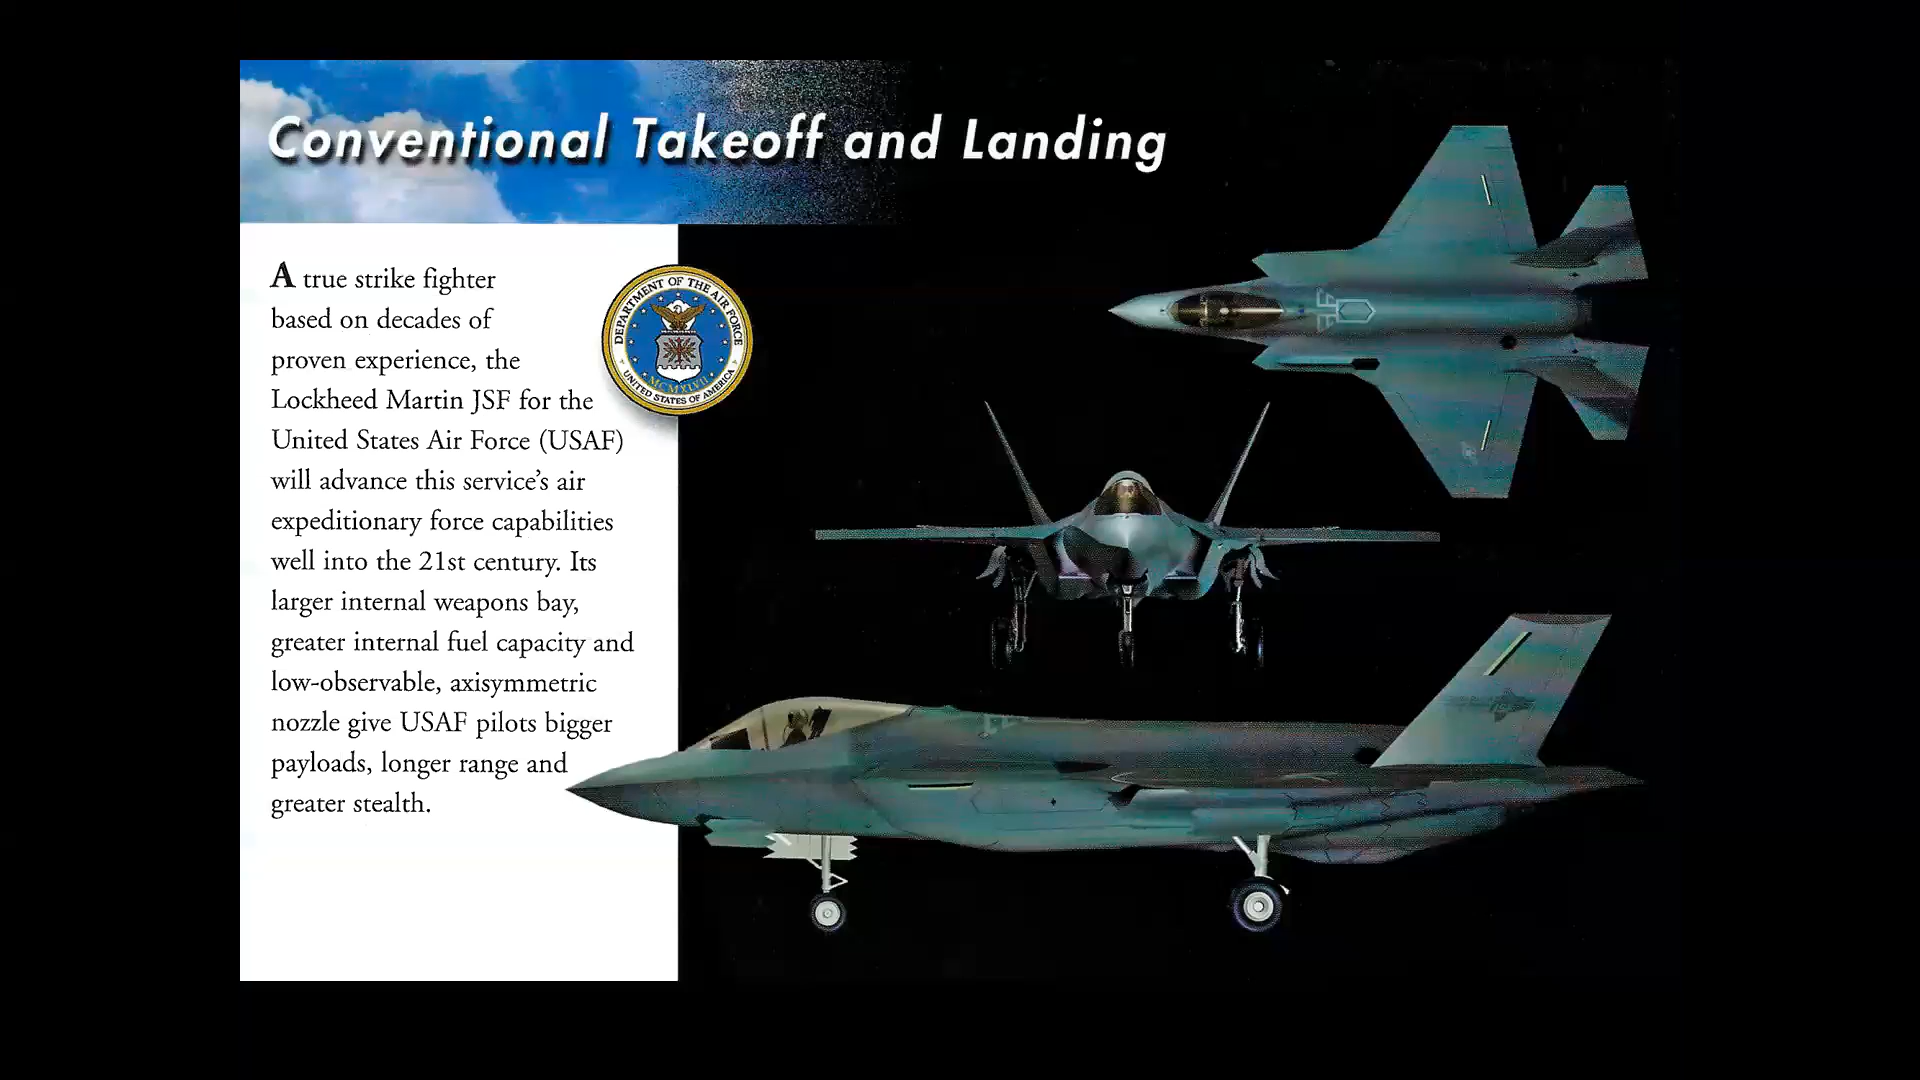 Conventional Takeoff and Landing
A true strike fighter
based on decades of
proven experience, the
Lockheed Martin JSF for the
United States Air Force (USAF)
will advance this service’s air
expeditionary force capabilities
well into the 21st century. Its
larger internal weapons bay,
greater internal fuel capacity and
low-observable, axisymmetric
nozzle give USAF pilots bigger
payloads, longer range and
greater stealth.
DEPARTMENT OF THE AIR FORCE
MCMXLVII
UNITED STATES OF AMERICA